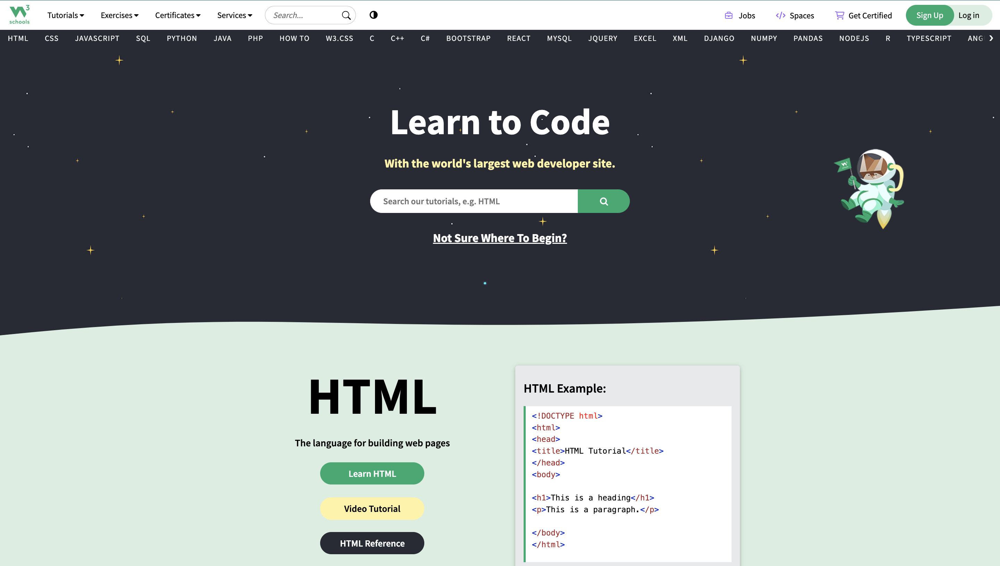 W3 schools
Tutorials Exercises Certificates Services Search... Jobs Spaces Get Certified Sign Up Log in
HTML CSS JAVASCRIPT SQL PYTHON JAVA PHP HOW TO W3.CSS C C++ C# BOOTSTRAP REACT MYSQL JQUERY EXCEL XML DJANGO NUMPY PANDAS NODEJS R TYPESCRIPT ANG
Learn to Code
With the world's largest web developer site.
Search our tutorials, e.g. HTML
Not Sure Where To Begin?
HTML
The language for building web pages
Learn HTML
Video Tutorial
HTML Reference
HTML Example:
<!DOCTYPE html>
<html>
<head>
<title>HTML Tutorial</title>
</head>
<body>
<h1>This is a heading</h1>
<p>This is a paragraph.</p>
</body>
</html>